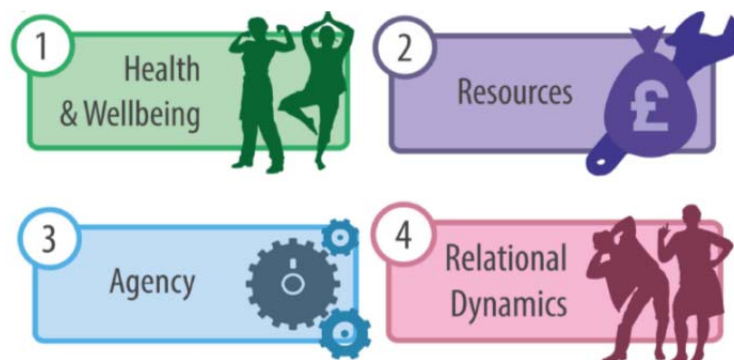 1
Health
& Wellbeing
2
Resources
£
3
Agency
4
Relational
Dynamics